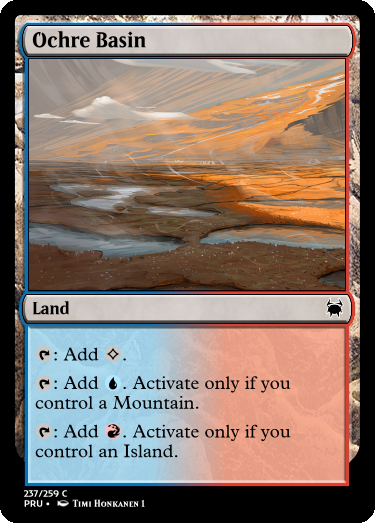 Ochre Basin
Land
: Add .
: Add . Activate only if you
control a Mountain.
: Add . Activate only if you
control an Island.
237/259 C
PRU • Timi Honkanen 1